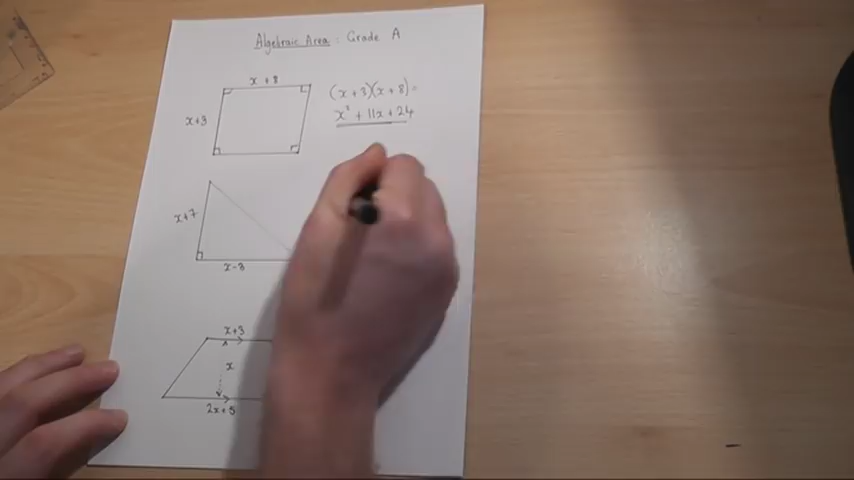 Algebraic Area : Grade A
x + 8
x+3
(x+3)(x+8)=
x² + 11x + 24
x+7
x-3
x+3
x
2x+5